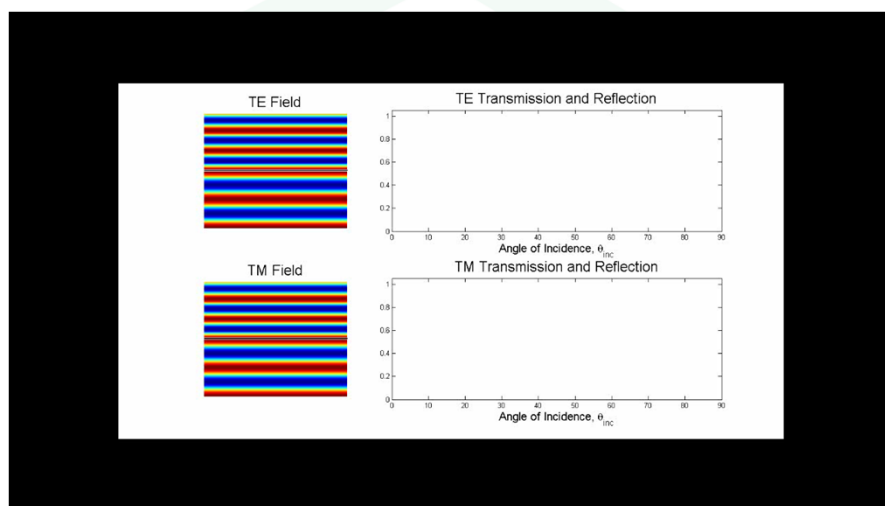 TE Field
TE Transmission and Reflection
1
0.8
0.6
0.4
0.2
0
0 10 20 30 40 50 60 70 80 90
Angle of Incidence, θinc
TM Field
TM Transmission and Reflection
1
0.8
0.6
0.4
0.2
0
0 10 20 30 40 50 60 70 80 90
Angle of Incidence, θinc